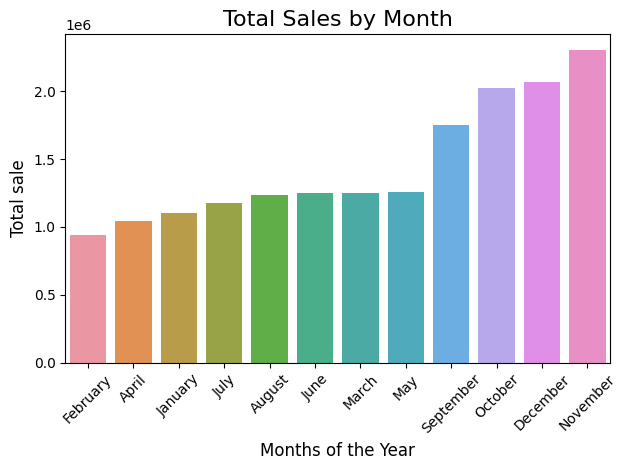 Total Sales by Month
1e6
Total sale
2.0
1.5
1.0
0.5
0.0
February
April
January
July
August
June
March
May
September
October
December
November
Months of the Year